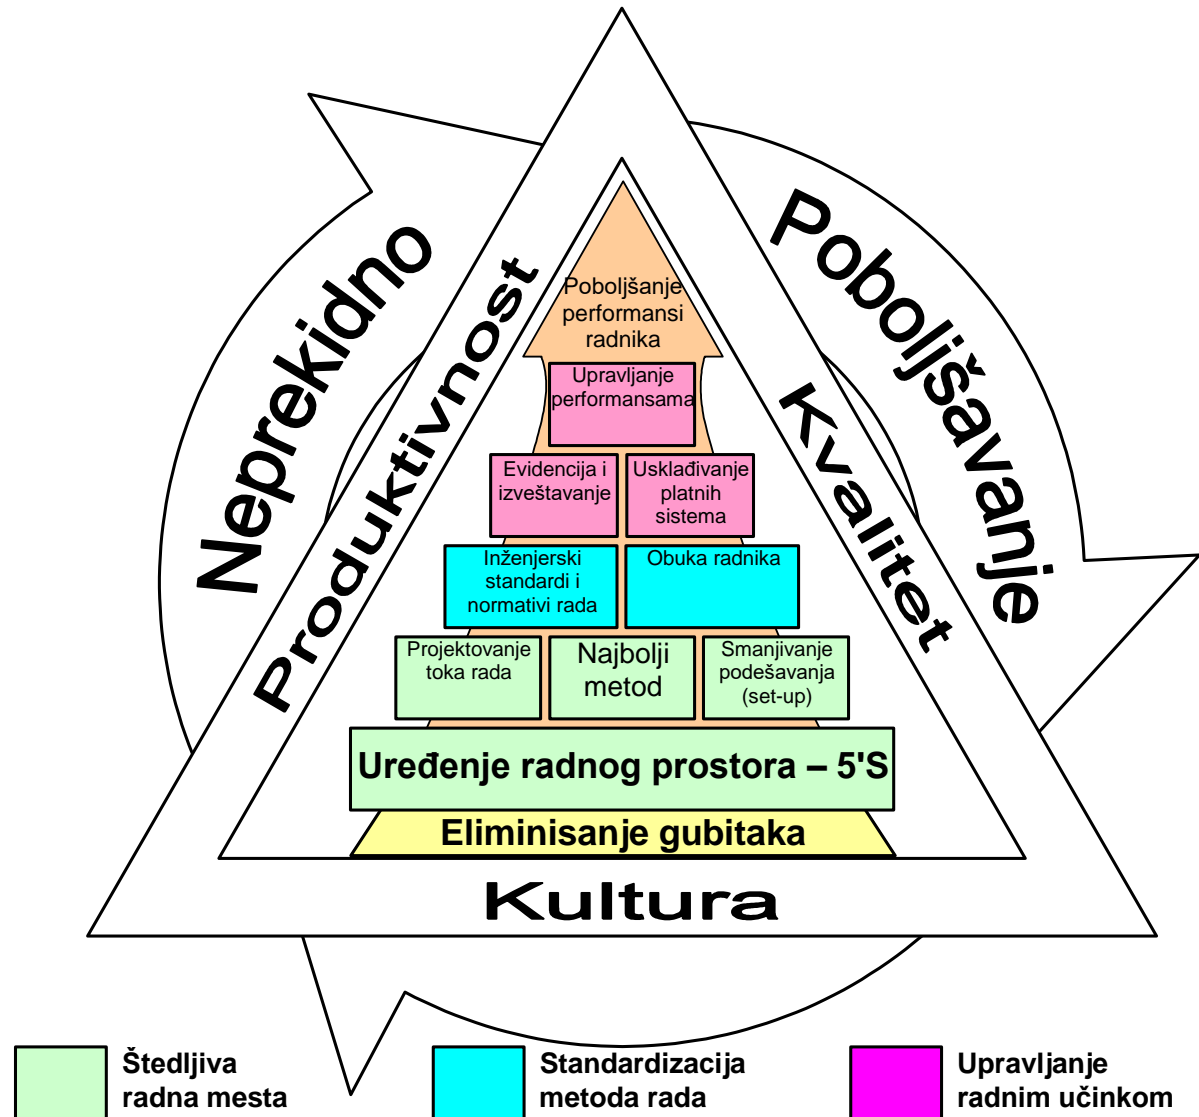 Neprekidno
Poboljšavanje
Produktivnost
Kvalitet
Kultura
Poboljšanje
performansi
radnika
Upravljanje
performansama
Evidencija i
izveštavanje
Usklađivanje
platnih
sistema
Inženjerski
standardi i
normativi rada
Obuka radnika
Projektovanje
toka rada
Najbolji
metod
Smanjivanje
podešavanja
(set-up)
Uređenje radnog prostora – 5'S
Eliminisanje gubitaka
Štedljiva
radna mesta
Standardizacija
metoda rada
Upravljanje
radnim učinkom